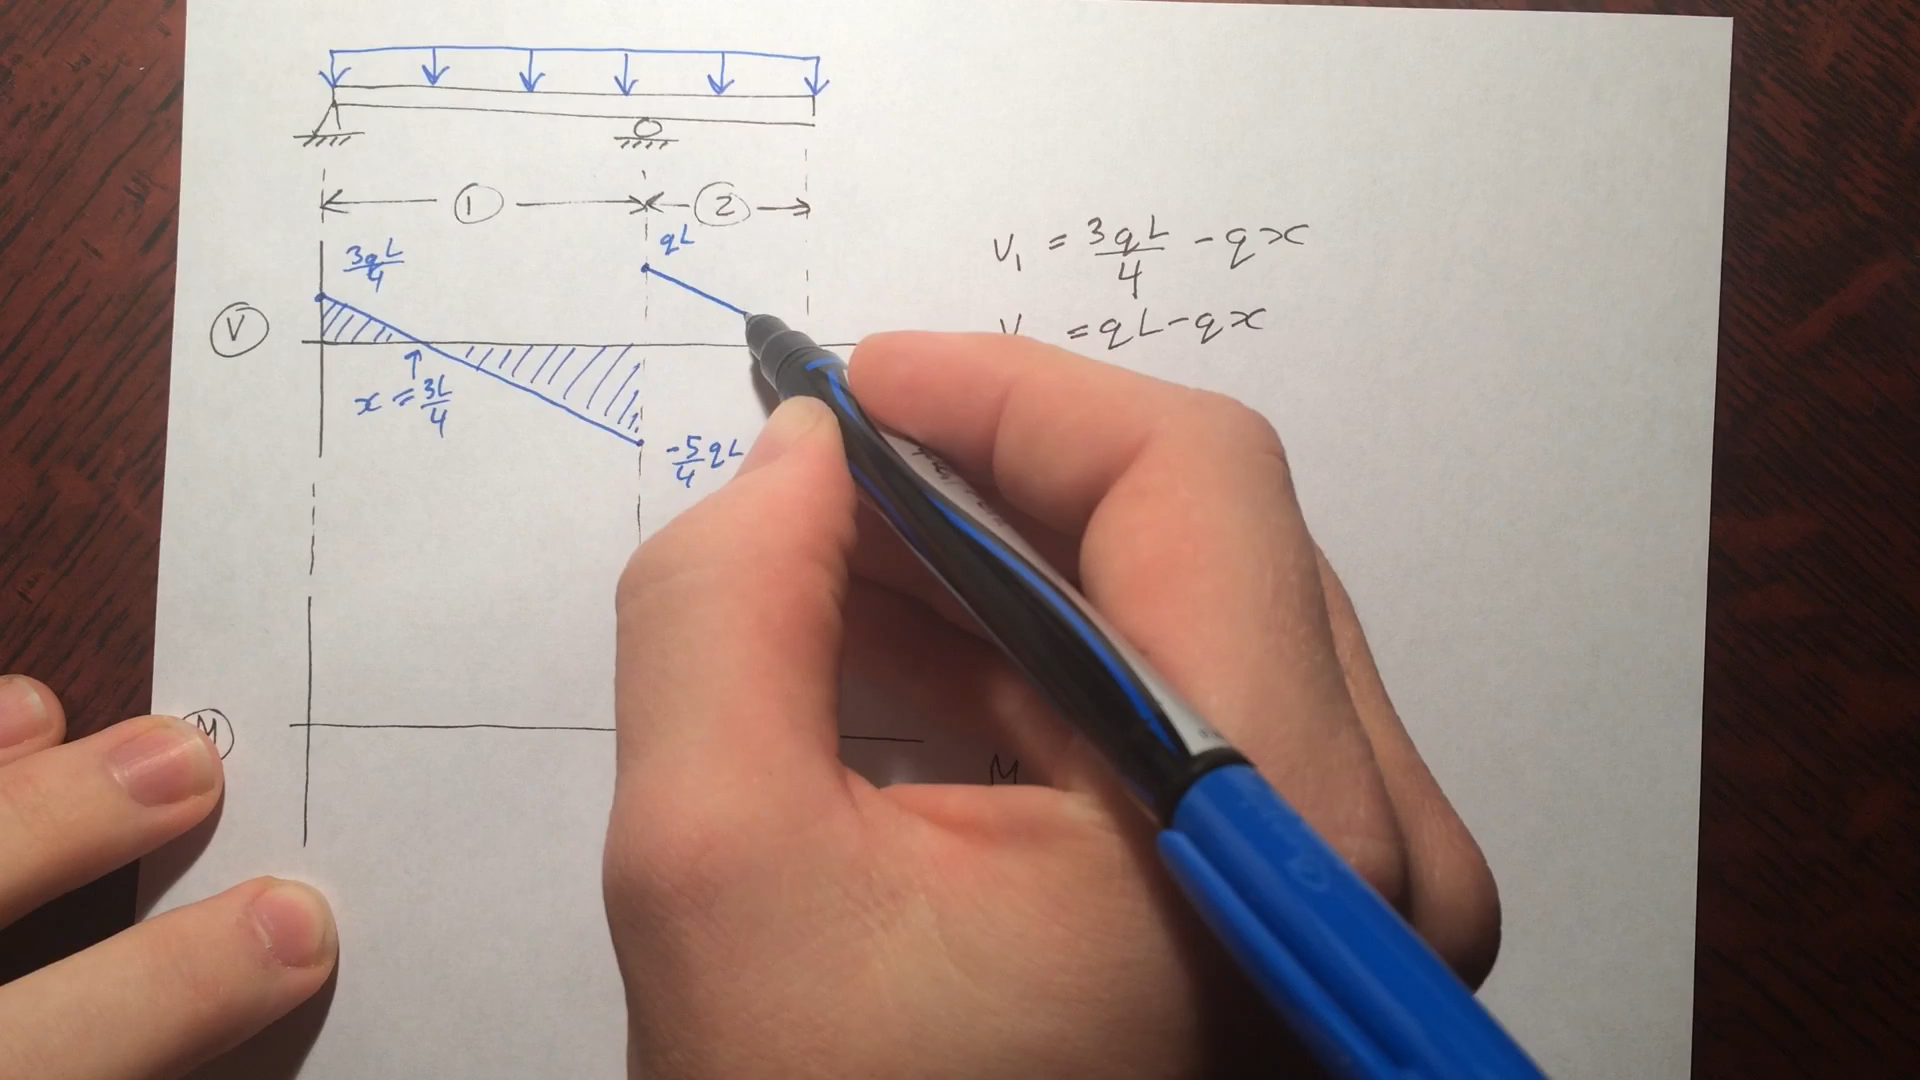 ① ②
qL
3qL/4
V
x = 3L/4
-5/4 qL
V₁ = 3qL/4 - qx
V = qL - qx
M
M